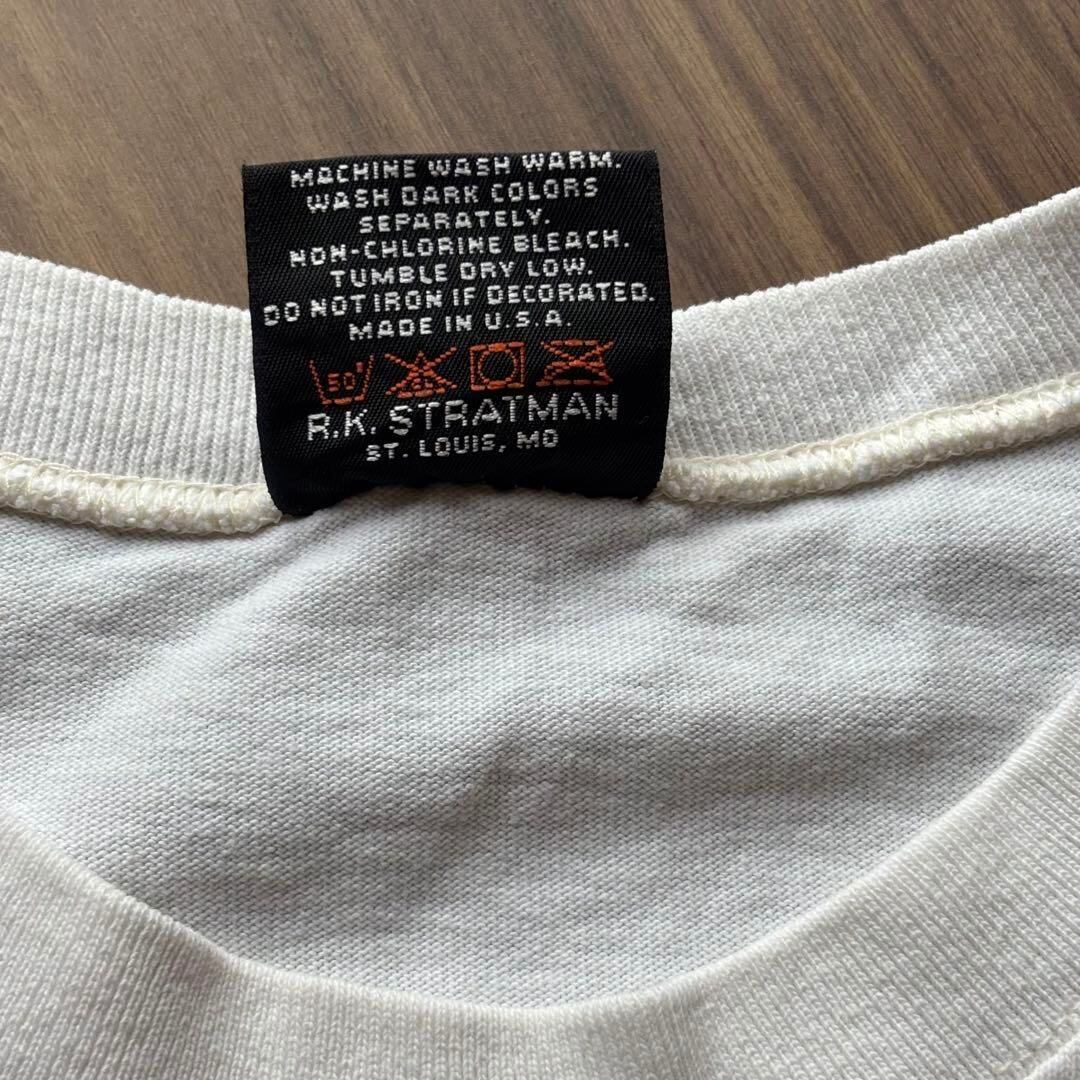 MACHINE WASH WARM.
WASH DARK COLORS
SEPARATELY.
NON-CHLORINE BLEACH.
TUMBLE DRY LOW.
DO NOT IRON IF DECORATED.
MADE IN U.S.A.
50°
R.K. STRATMAN
ST. LOUIS, MO